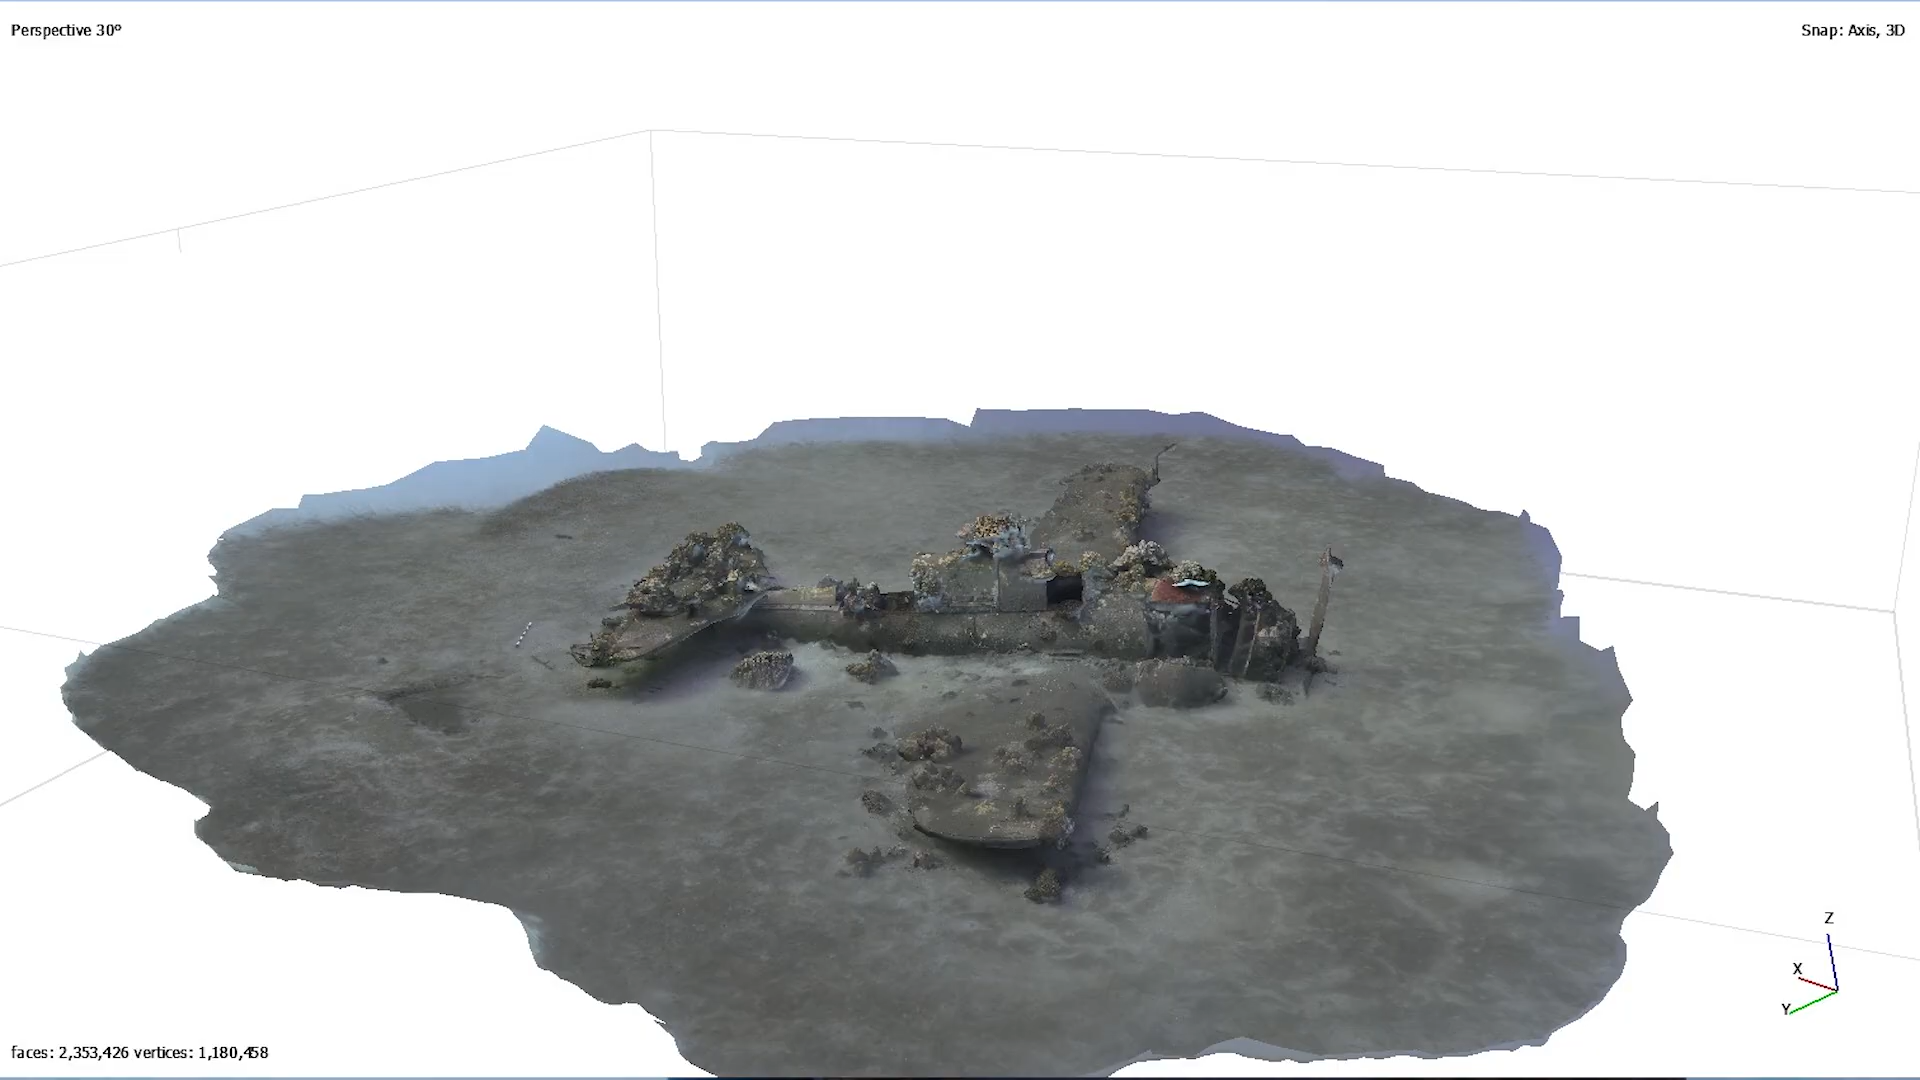 Perspective 30°
Snap: Axis, 3D
Z
X
Y
faces: 2,353,426 vertices: 1,180,458